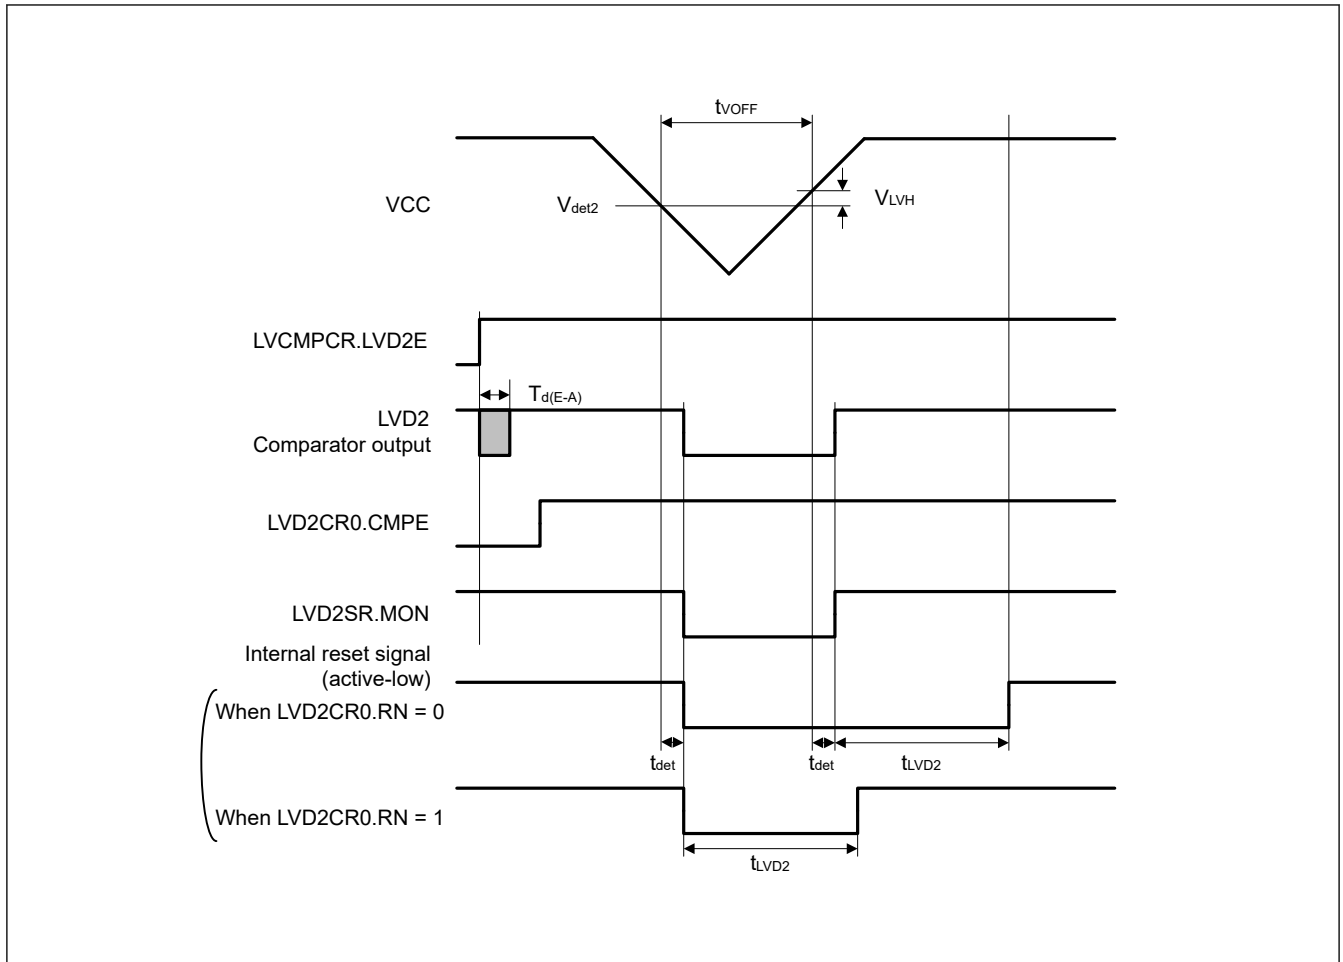 tVOFF
VCC
Vdet2
VLVH
LVCMPCR.LVD2E
Td(E-A)
LVD2
Comparator output
LVD2CR0.CMPE
LVD2SR.MON
Internal reset signal
(active-low)
When LVD2CR0.RN = 0
tdet
tdet
tLVD2
When LVD2CR0.RN = 1
tLVD2